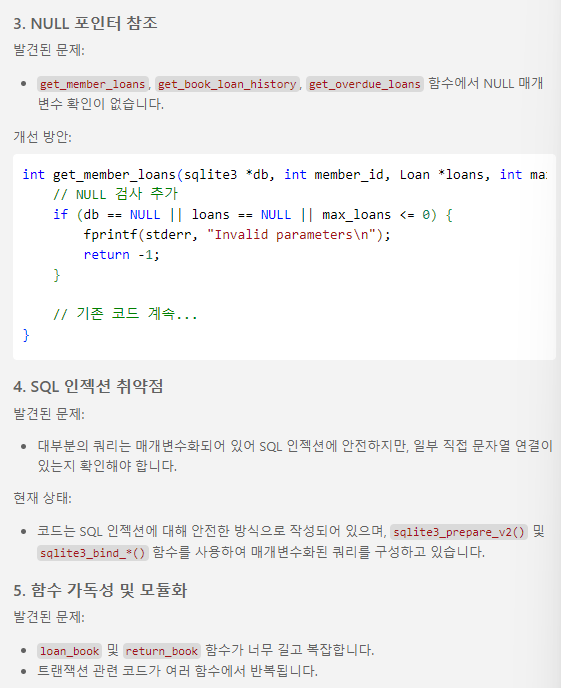 3. NULL 포인터 참조
발견된 문제:
get_member_loans, get_book_loan_history, get_overdue_loans 함수에서 NULL 매개
변수 확인이 없습니다.
개선 방안:
int get_member_loans(sqlite3 *db, int member_id, Loan *loans, int max
// NULL 검사 추가
if (db == NULL || loans == NULL || max_loans <= 0) {
fprintf(stderr, "Invalid parameters\n");
return -1;
}
// 기존 코드 계속...
}
4. SQL 인젝션 취약점
발견된 문제:
대부분의 쿼리는 매개변수화되어 있어 SQL 인젝션에 안전하지만, 일부 직접 문자열 연결이
있는지 확인해야 합니다.
현재 상태:
코드는 SQL 인젝션에 대해 안전한 방식으로 작성되어 있으며, sqlite3_prepare_v2() 및
sqlite3_bind_*() 함수를 사용하여 매개변수화된 쿼리를 구성하고 있습니다.
5. 함수 가독성 및 모듈화
발견된 문제:
loan_book 및 return_book 함수가 너무 길고 복잡합니다.
트랜잭션 관련 코드가 여러 함수에서 반복됩니다.